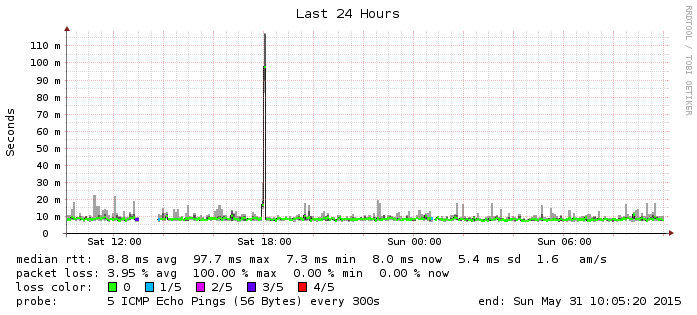 Last 24 Hours
RRDTOOL / TOBI OETIKER
Seconds
110 m
100 m
90 m
80 m
70 m
60 m
50 m
40 m
30 m
20 m
10 m
0
Sat 12:00 Sat 18:00 Sun 00:00 Sun 06:00
median rtt: 8.8 ms avg 97.7 ms max 7.3 ms min 8.0 ms now 5.4 ms sd 1.6 am/s
packet loss: 3.95 % avg 100.00 % max 0.00 % min 0.00 % now
loss color: 0 1/5 2/5 3/5 4/5
probe: 5 ICMP Echo Pings (56 Bytes) every 300s end: Sun May 31 10:05:20 2015